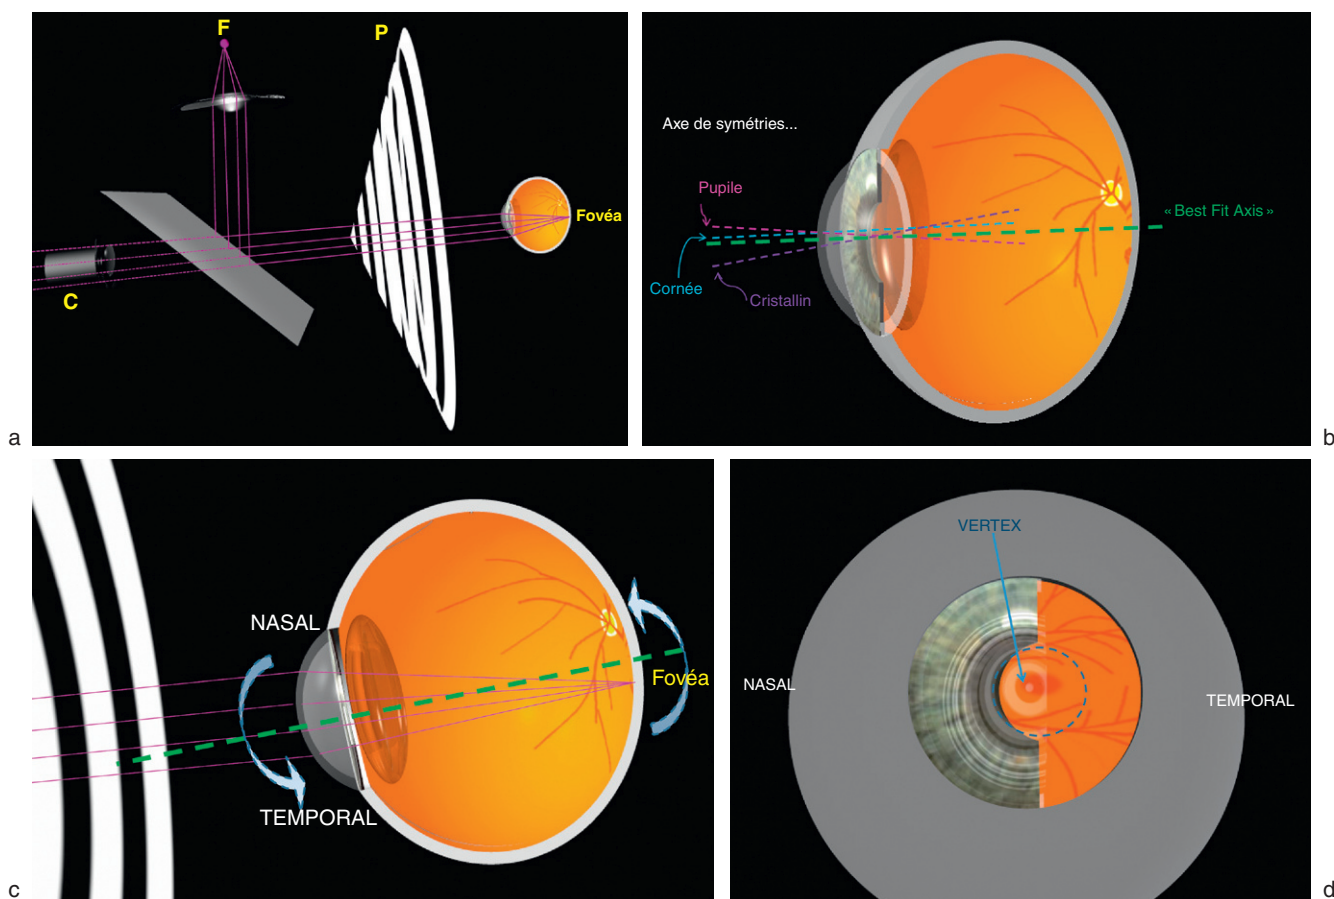 F
P
Fovéa
C
a
Axe de symétries...
Pupile
« Best Fit Axis »
Cornée
Cristallin
b
NASAL
Fovéa
TEMPORAL
c
VERTEX
NASAL
TEMPORAL
d